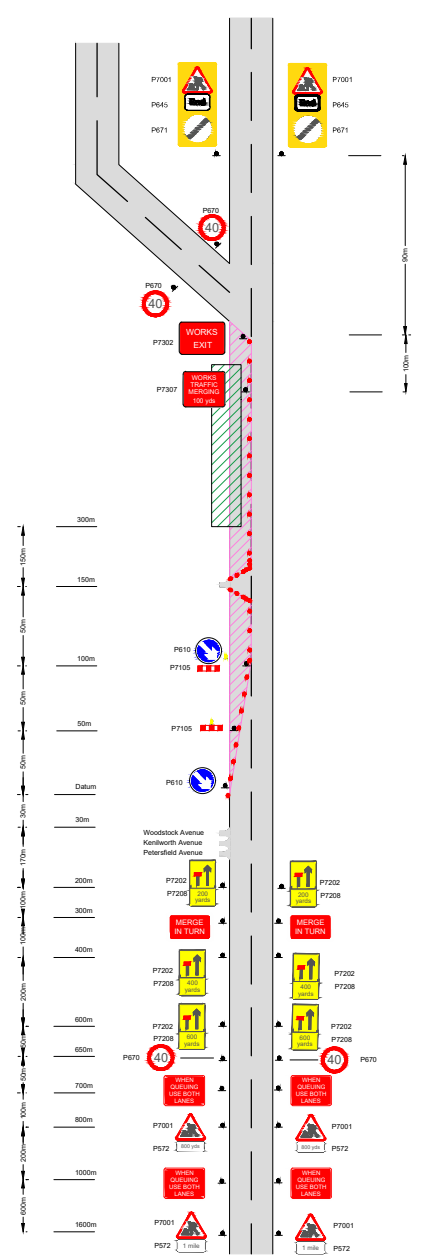 P7001
P7001
P645
P645
P671
P671
P670
40
P670
40
90m
WORKS
EXIT
P7302
WORKS
TRAFFIC
MERGING
100 yds
P7307
100m
300m
150m
150m
50m
P610
100m
P7105
50m
P7105
50m
50m
P610
Datum
30m
30m
Woodstock Avenue
Kenilworth Avenue
Petersfield Avenue
170m
P7202
P7208
200
yards
200
yards
P7202
P7208
200m
100m
300m
MERGE
IN TURN
MERGE
IN TURN
100m
400m
P7202
P7208
400
yards
400
yards
P7202
P7208
200m
600m
P7202
P7208
600
yards
600
yards
P7202
P7208
650m
P670
40
40
P670
50m
700m
WHEN
QUEUING
USE BOTH
LANES
WHEN
QUEUING
USE BOTH
LANES
100m
800m
P7001
P572
800 yds
800 yds
P7001
P572
200m
1000m
WHEN
QUEUING
USE BOTH
LANES
WHEN
QUEUING
USE BOTH
LANES
600m
1600m
P7001
P572
1 mile
1 mile
P7001
P572